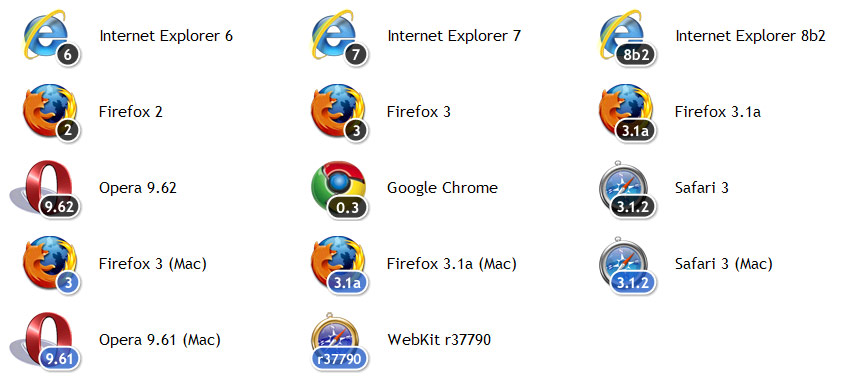 6 Internet Explorer 6
7 Internet Explorer 7
8b2 Internet Explorer 8b2
2 Firefox 2
3 Firefox 3
3.1a Firefox 3.1a
9.62 Opera 9.62
0.3 Google Chrome
3.1.2 Safari 3
3 Firefox 3 (Mac)
3.1a Firefox 3.1a (Mac)
3.1.2 Safari 3 (Mac)
9.61 Opera 9.61 (Mac)
r37790 WebKit r37790